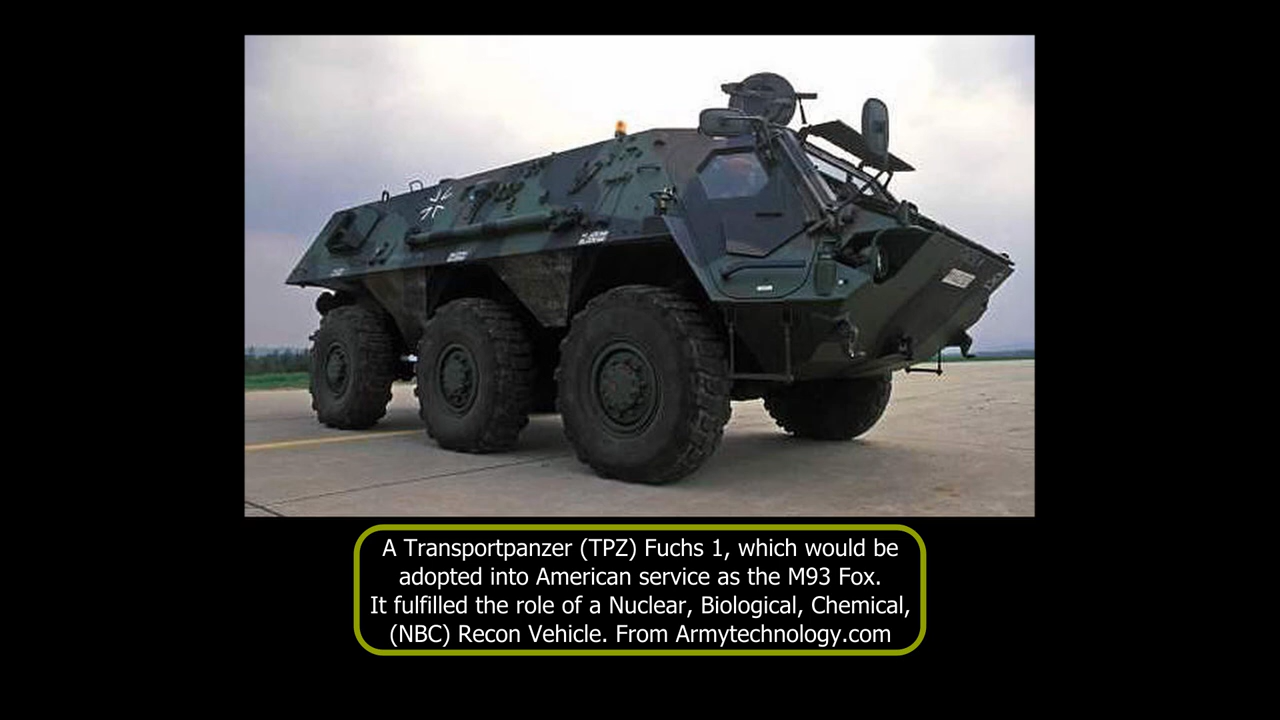 A Transportpanzer (TPZ) Fuchs 1, which would be
adopted into American service as the M93 Fox.
It fulfilled the role of a Nuclear, Biological, Chemical,
(NBC) Recon Vehicle. From Armytechnology.com